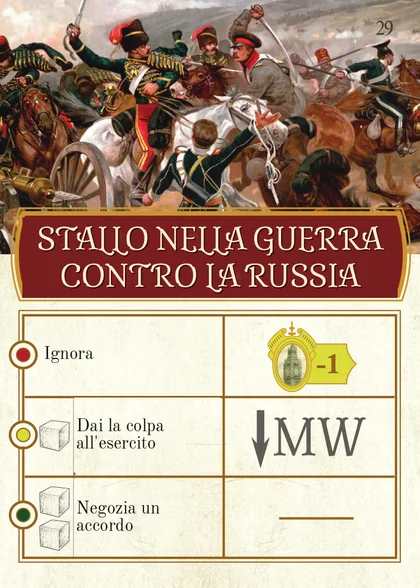 29
STALLO NELLA GUERRA
CONTRO LA RUSSIA
Ignora
-1
Dai la colpa
all'esercito
MW
Negozia un
accordo